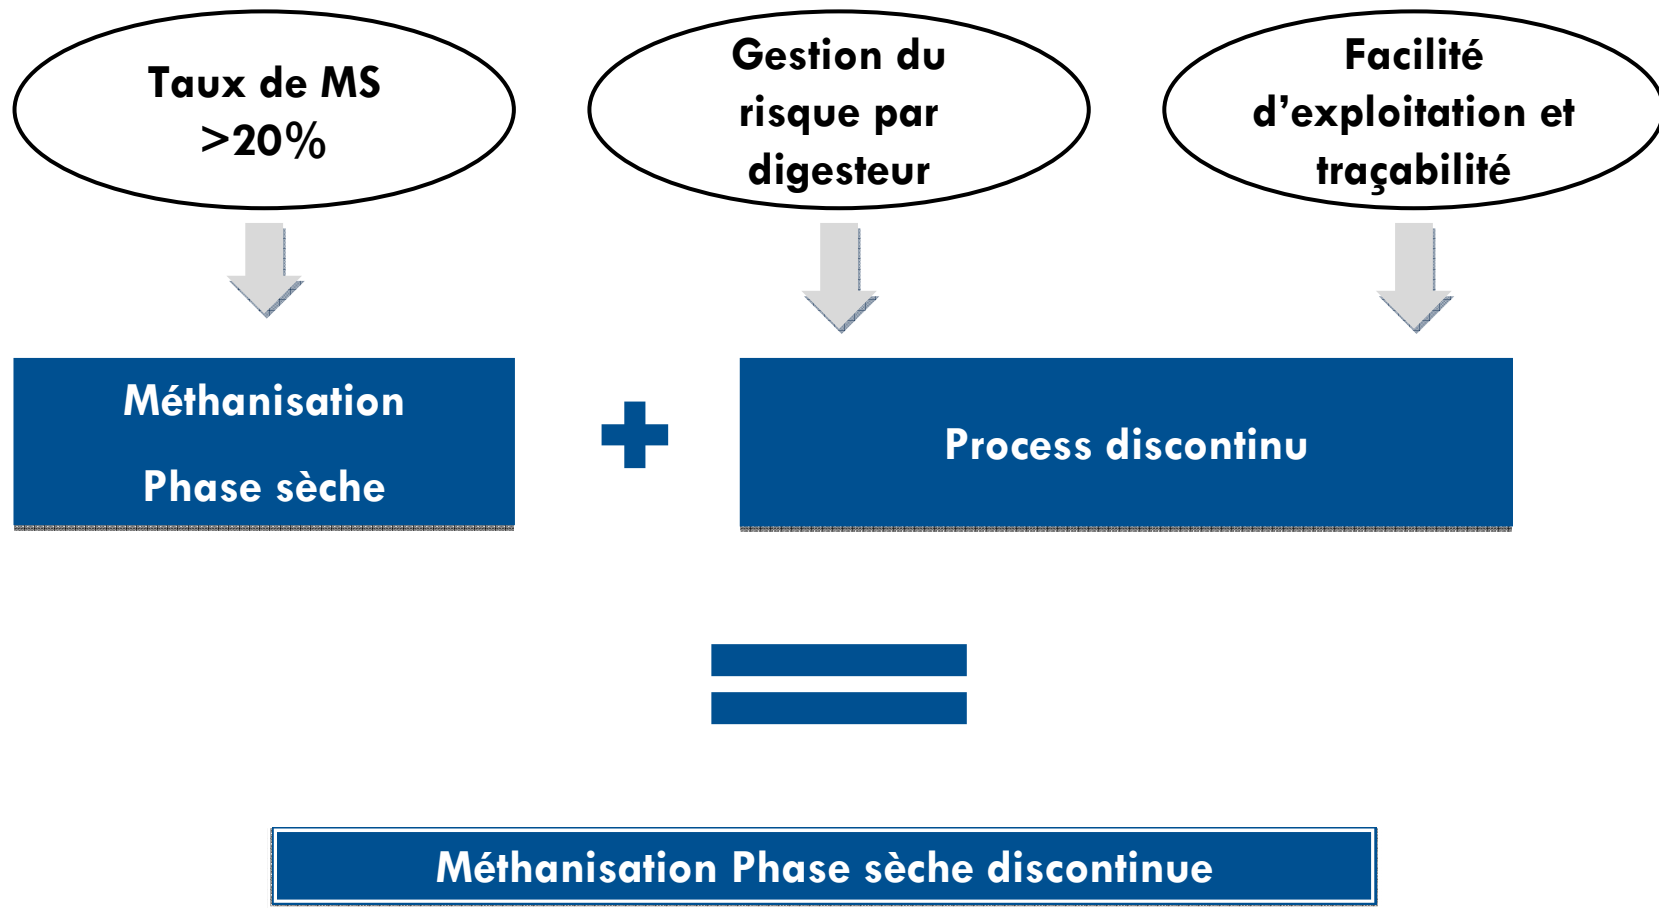 Taux de MS
>20%
Gestion du
risque par
digesteur
Facilité
d’exploitation et
traçabilité
Méthanisation
Phase sèche
Process discontinu
Méthanisation Phase sèche discontinue